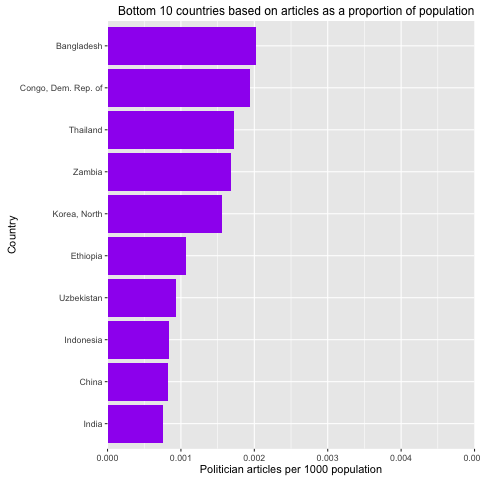 Bottom 10 countries based on articles as a proportion of population
Bangladesh
Congo, Dem. Rep. of
Thailand
Zambia
Korea, North
Ethiopia
Uzbekistan
Indonesia
China
India
Country
0.000 0.001 0.002 0.003 0.004 0.00
Politician articles per 1000 population